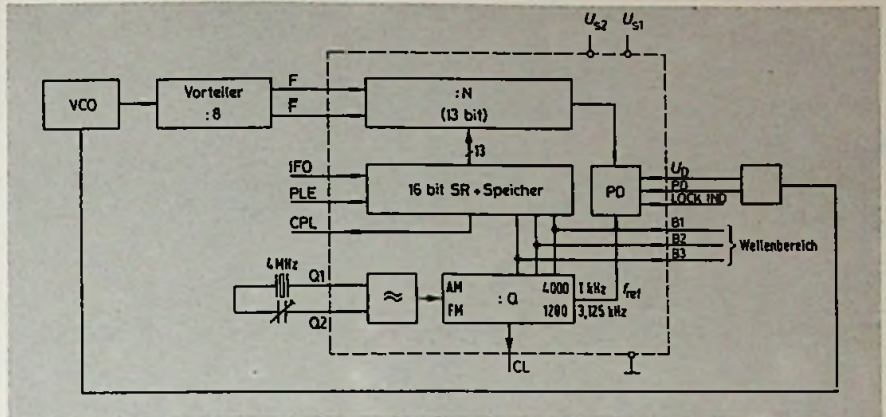 U_s2 U_s1
VCO
Vorteiler
:8
F
F̅
:N
(13 bit)
13
IFO
PLE
CPL
16 bit SR + Speicher
PD
U_D
PD
LOCK IND
B1
B2
B3
Wellenbereich
4 MHz
Q1
Q2
≈
AM
FM
:Q
4000
1280
1 kHz
3,125 kHz
f_ref
CL